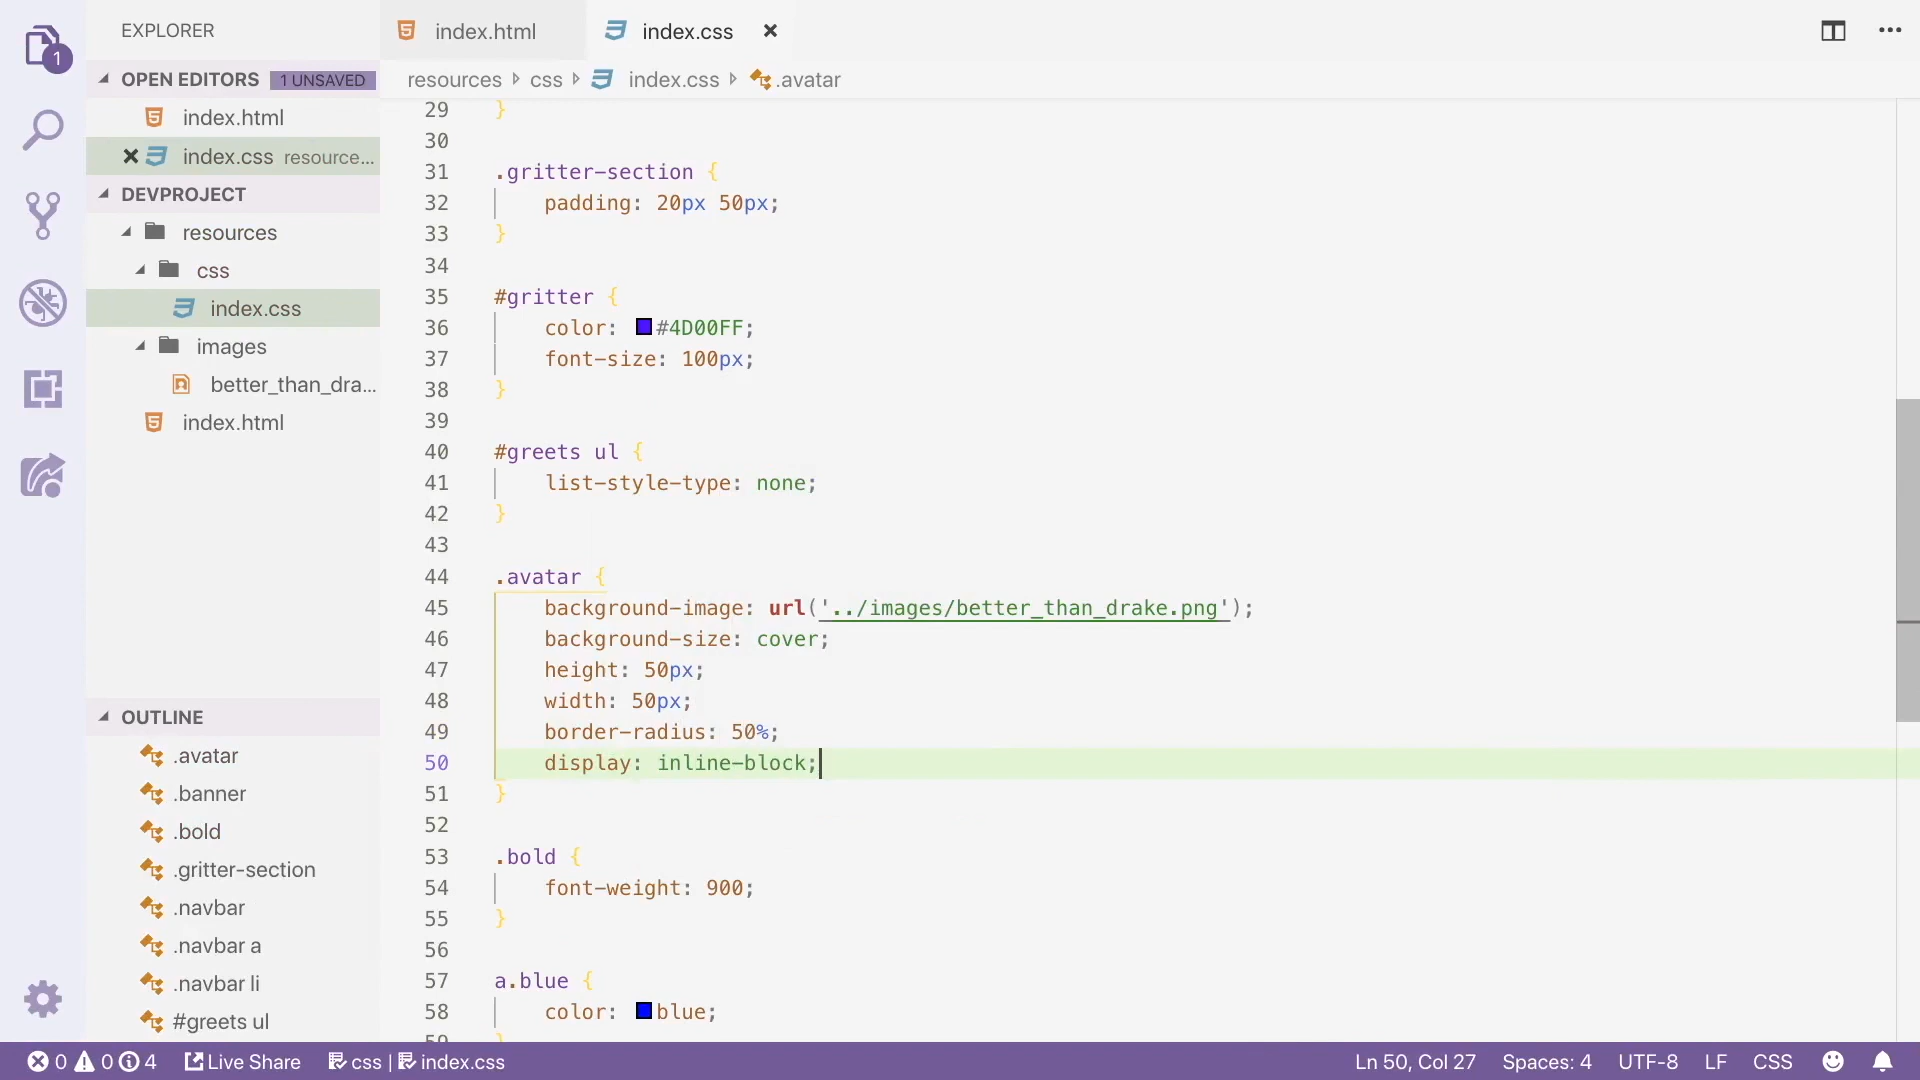 EXPLORER
1
OPEN EDITORS 1 UNSAVED
index.html
index.css resource...
DEVPROJECT
resources
css
index.css
images
better_than_dra...
index.html
OUTLINE
.avatar
.banner
.bold
.gritter-section
.navbar
.navbar a
.navbar li
#greets ul
index.html
index.css
resources css index.css .avatar
29 }
30
31 .gritter-section {
32 padding: 20px 50px;
33 }
34
35 #gritter {
36 color: #4D00FF;
37 font-size: 100px;
38 }
39
40 #greets ul {
41 list-style-type: none;
42 }
43
44 .avatar {
45 background-image: url('../images/better_than_drake.png');
46 background-size: cover;
47 height: 50px;
48 width: 50px;
49 border-radius: 50%;
50 display: inline-block;
51 }
52
53 .bold {
54 font-weight: 900;
55 }
56
57 a.blue {
58 color: blue;
59 }
0 0 4 Live Share css | index.css Ln 50, Col 27 Spaces: 4 UTF-8 LF CSS